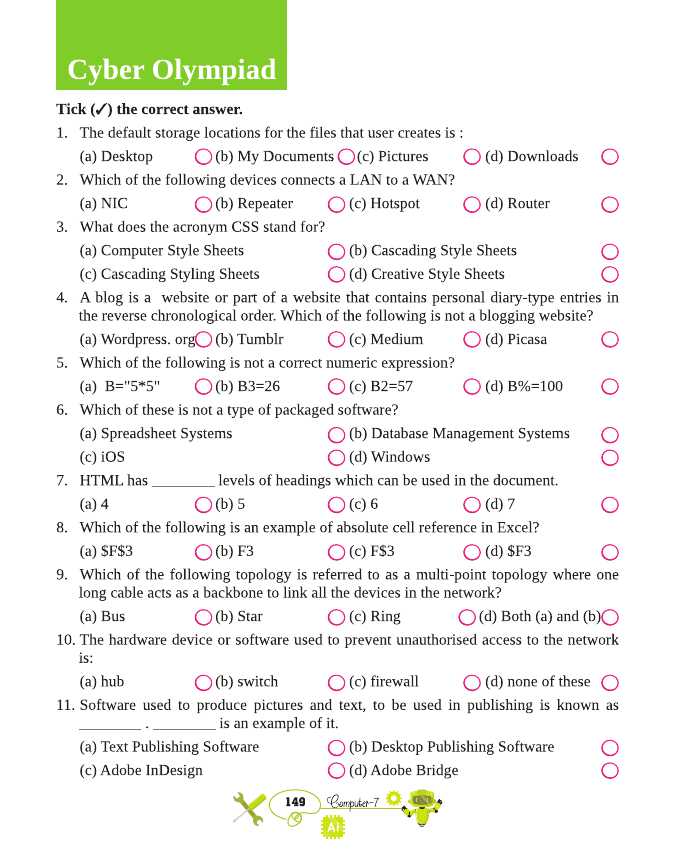 Cyber Olympiad
Tick (✓) the correct answer.
1. The default storage locations for the files that user creates is :
(a) Desktop (b) My Documents (c) Pictures (d) Downloads
2. Which of the following devices connects a LAN to a WAN?
(a) NIC (b) Repeater (c) Hotspot (d) Router
3. What does the acronym CSS stand for?
(a) Computer Style Sheets (b) Cascading Style Sheets
(c) Cascading Styling Sheets (d) Creative Style Sheets
4. A blog is a website or part of a website that contains personal diary-type entries in
the reverse chronological order. Which of the following is not a blogging website?
(a) Wordpress. org (b) Tumblr (c) Medium (d) Picasa
5. Which of the following is not a correct numeric expression?
(a) B="5*5" (b) B3=26 (c) B2=57 (d) B%=100
6. Which of these is not a type of packaged software?
(a) Spreadsheet Systems (b) Database Management Systems
(c) iOS (d) Windows
7. HTML has ________ levels of headings which can be used in the document.
(a) 4 (b) 5 (c) 6 (d) 7
8. Which of the following is an example of absolute cell reference in Excel?
(a) $F$3 (b) F3 (c) F$3 (d) $F3
9. Which of the following topology is referred to as a multi-point topology where one
long cable acts as a backbone to link all the devices in the network?
(a) Bus (b) Star (c) Ring (d) Both (a) and (b)
10. The hardware device or software used to prevent unauthorised access to the network
is:
(a) hub (b) switch (c) firewall (d) none of these
11. Software used to produce pictures and text, to be used in publishing is known as
________ . ________ is an example of it.
(a) Text Publishing Software (b) Desktop Publishing Software
(c) Adobe InDesign (d) Adobe Bridge
149 Computer-7
AI